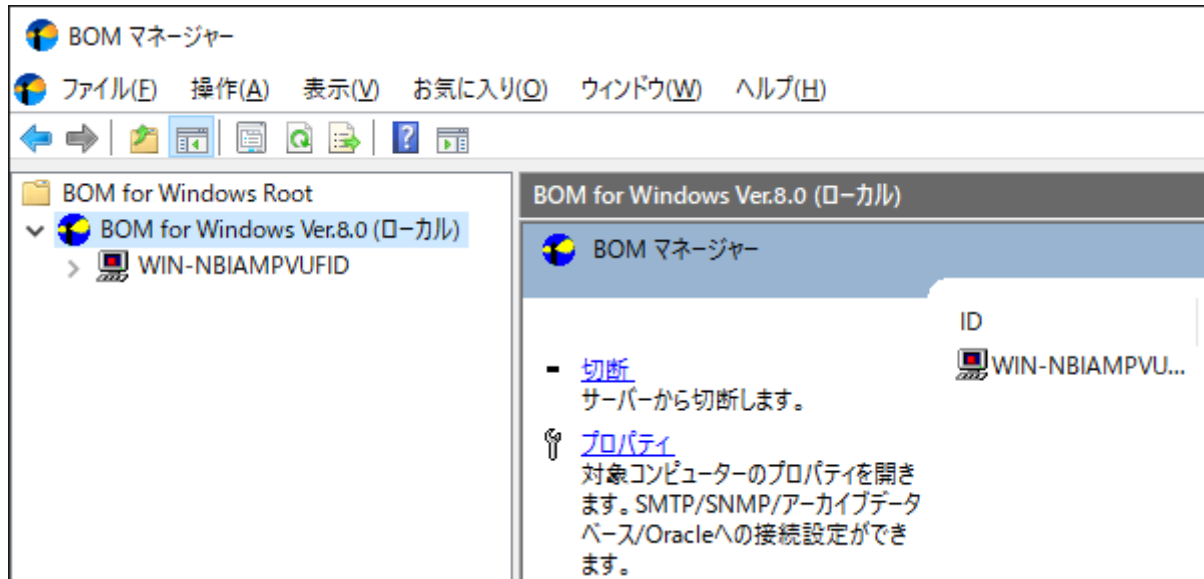 BOM マネージャー
ファイル(F) 操作(A) 表示(V) お気に入り(O) ウィンドウ(W) ヘルプ(H)
BOM for Windows Root
BOM for Windows Ver.8.0 (ローカル)
WIN-NBIAMPVUFID
BOM for Windows Ver.8.0 (ローカル)
BOM マネージャー
切断
サーバーから切断します。
プロパティ
対象コンピューターのプロパティを開き
ます。SMTP/SNMP/アーカイブデータ
ベース/Oracleへの接続設定ができ
ます。
ID
WIN-NBIAMPVU...